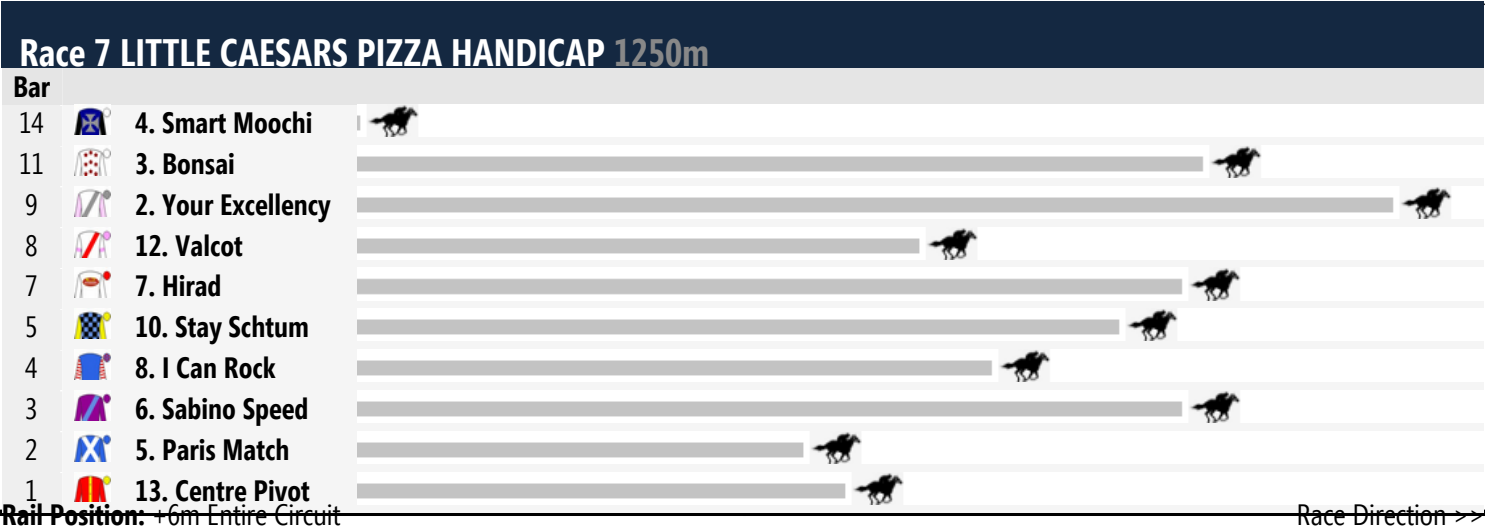 Race 7 LITTLE CAESARS PIZZA HANDICAP 1250m
Bar
14 4. Smart Moochi
11 3. Bonsai
9 2. Your Excellency
8 12. Valcot
7 7. Hirad
5 10. Stay Schtum
4 8. I Can Rock
3 6. Sabino Speed
2 5. Paris Match
1 13. Centre Pivot
Rail Position: +6m Entire Circuit Race Direction >>